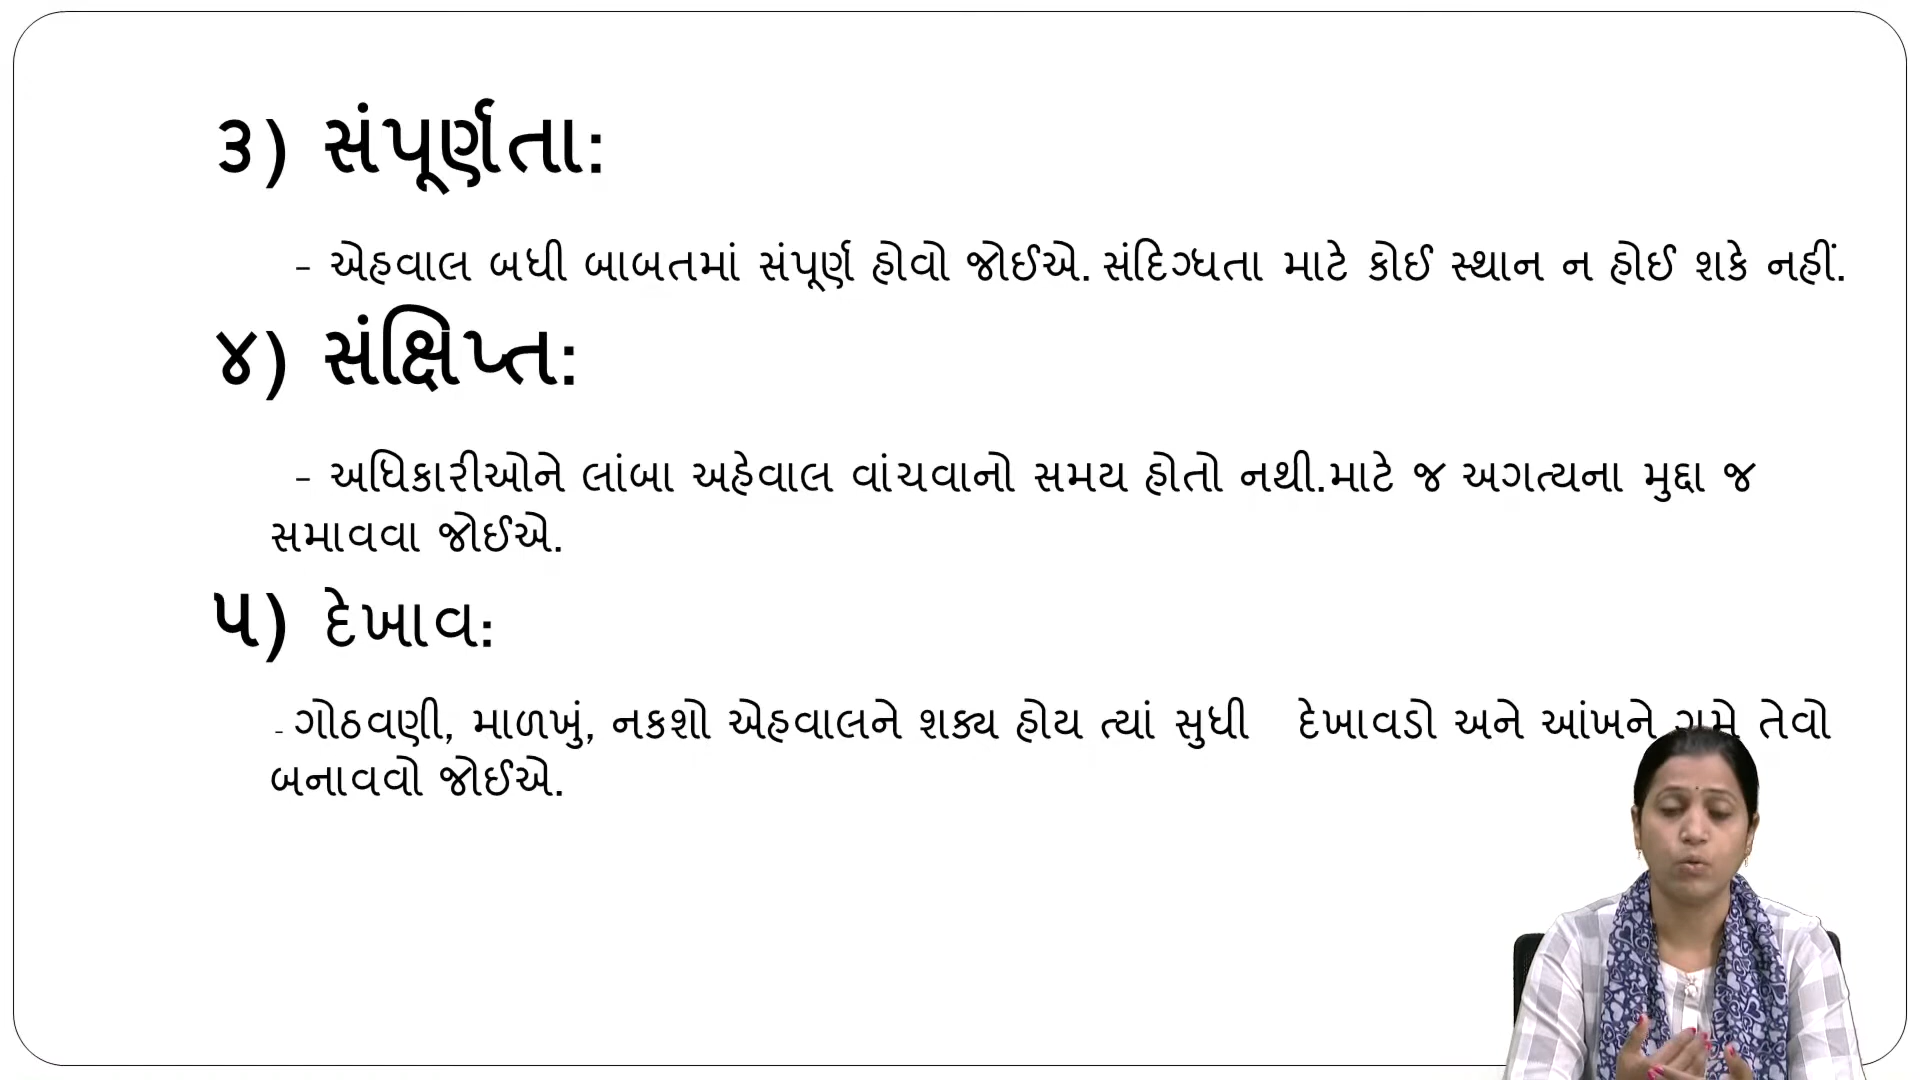 ૩) સંપૂર્ણતા:
– એહવાલ બધી બાબતમાં સંપૂર્ણ હોવો જોઈએ. સંદિગ્ધતા માટે કોઈ સ્થાન ન હોઈ શકે નહીં.
૪) સંક્ષિપ્ત:
– અધિકારીઓને લાંબા અહેવાલ વાંચવાનો સમય હોતો નથી.માટે જ અગત્યના મુદ્દા જ
સમાવવા જોઈએ.
૫) દેખાવ:
- ગોઠવણી, માળખું, નકશો એહવાલને શક્ય હોય ત્યાં સુધી દેખાવડો અને આંખને ગમે તેવો
બનાવવો જોઈએ.